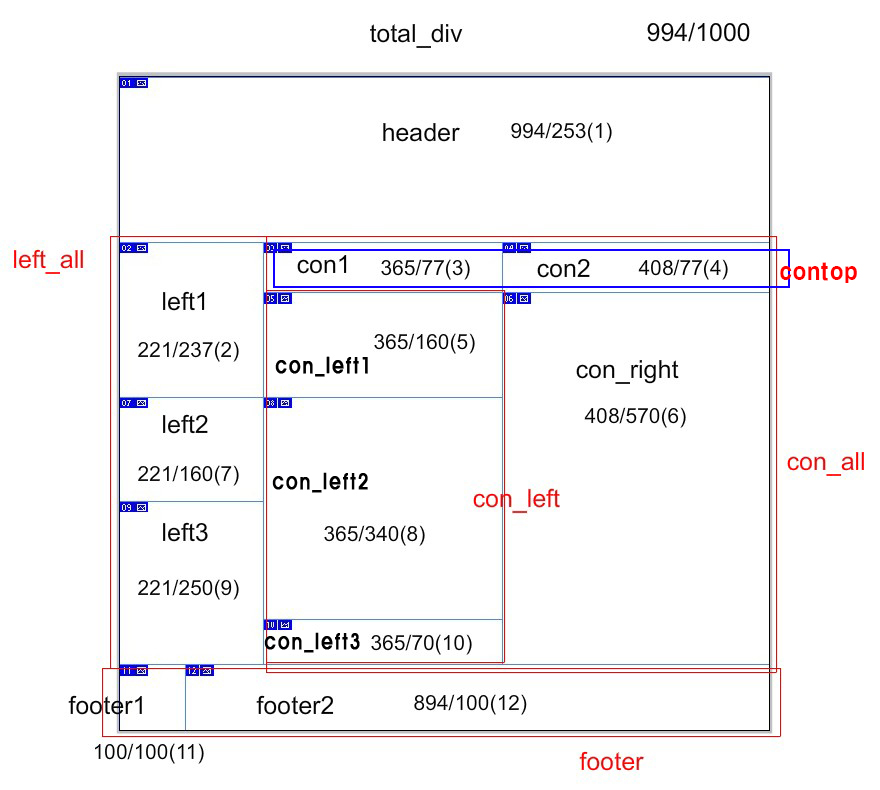 total_div 994/1000
01
header 994/253(1)
left_all
02
03
04
con1 365/77(3) con2 408/77(4)
contop
left1
221/237(2)
05
06
365/160(5)
con_left1
con_right
408/570(6)
07
08
left2
221/160(7)
con_left2
con_all
con_left
09
left3
365/340(8)
221/250(9)
10
con_left3 365/70(10)
11
12
footer1 footer2 894/100(12)
100/100(11)
footer